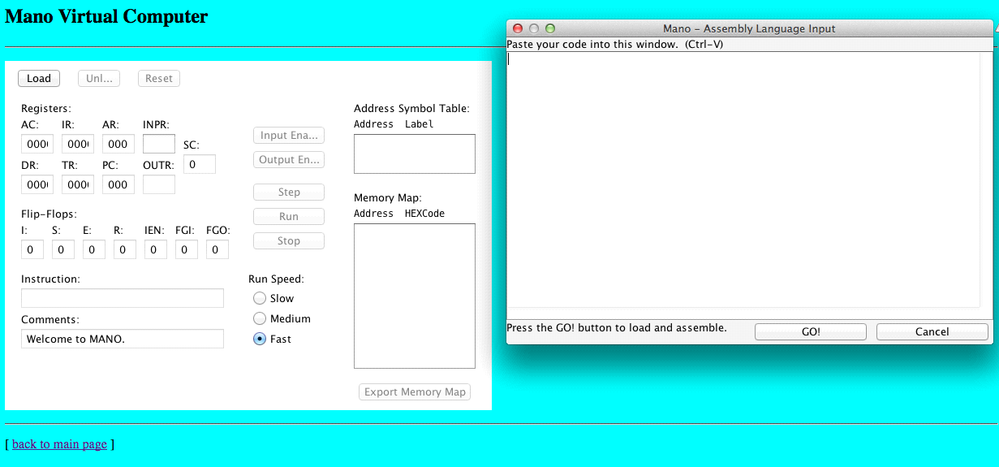 Mano Virtual Computer
Load Unl... Reset
Registers:
AC: IR: AR: INPR:
000 000 000
SC:
0
DR: TR: PC: OUTR:
000 000 000
Flip-Flops:
I: S: E: R: IEN: FGI: FGO:
0 0 0 0 0 0 0
Instruction:
Comments:
Welcome to MANO.
Input Ena...
Output En...
Step
Run
Stop
Run Speed:
Slow
Medium
Fast
Address Symbol Table:
Address Label
Memory Map:
Address HEXCode
Export Memory Map
Mano - Assembly Language Input
Paste your code into this window. (Ctrl-V)
Press the GO! button to load and assemble.
GO! Cancel
[ back to main page ]